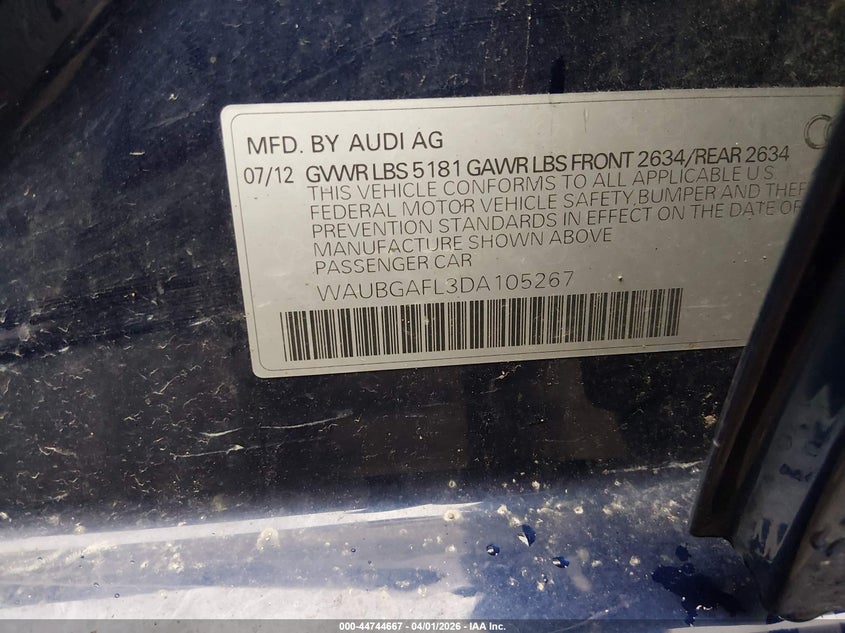 MFD. BY AUDI AG
07/12 GVWR LBS 5181 GAWR LBS FRONT 2634/REAR 2634
THIS VEHICLE CONFORMS TO ALL APPLICABLE U.S
FEDERAL MOTOR VEHICLE SAFETY,BUMPER AND THEF
PREVENTION STANDARDS IN EFFECT ON THE DATE OF
MANUFACTURE SHOWN ABOVE
PASSENGER CAR
WAUBGAFL3DA105267
000-44744667 - 04/01/2026 - IAA Inc.